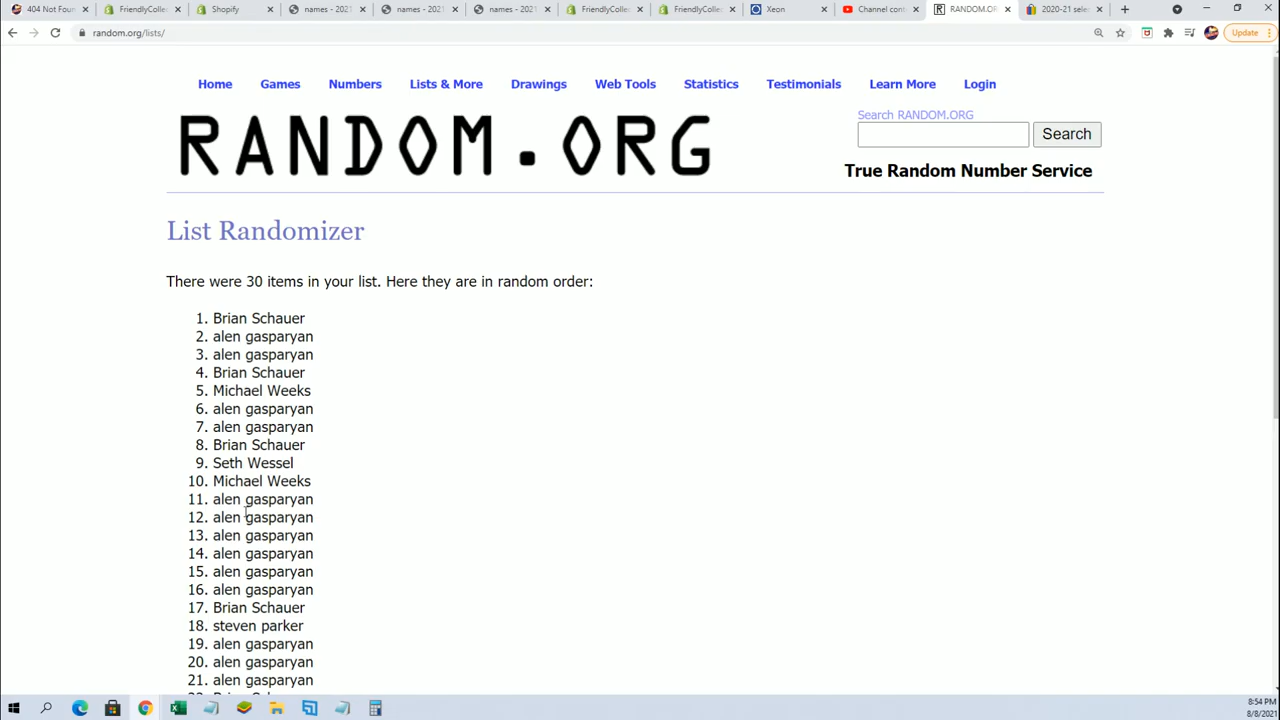 404 Not Foun
FriendlyCollec
Shopify
names - 2021
names - 2021
names - 2021
FriendlyCollec
FriendlyCollec
Xeon
Channel cont
RANDOM.OR
2020-21 sele
random.org/lists/
Update
Home Games Numbers Lists & More Drawings Web Tools Statistics Testimonials Learn More Login
Search RANDOM.ORG
RANDOM.ORG
Search
True Random Number Service
List Randomizer
There were 30 items in your list. Here they are in random order:
1. Brian Schauer
2. alen gasparyan
3. alen gasparyan
4. Brian Schauer
5. Michael Weeks
6. alen gasparyan
7. alen gasparyan
8. Brian Schauer
9. Seth Wessel
10. Michael Weeks
11. alen gasparyan
12. alen gasparyan
13. alen gasparyan
14. alen gasparyan
15. alen gasparyan
16. alen gasparyan
17. Brian Schauer
18. steven parker
19. alen gasparyan
20. alen gasparyan
21. alen gasparyan
8:54 PM
8/8/2021